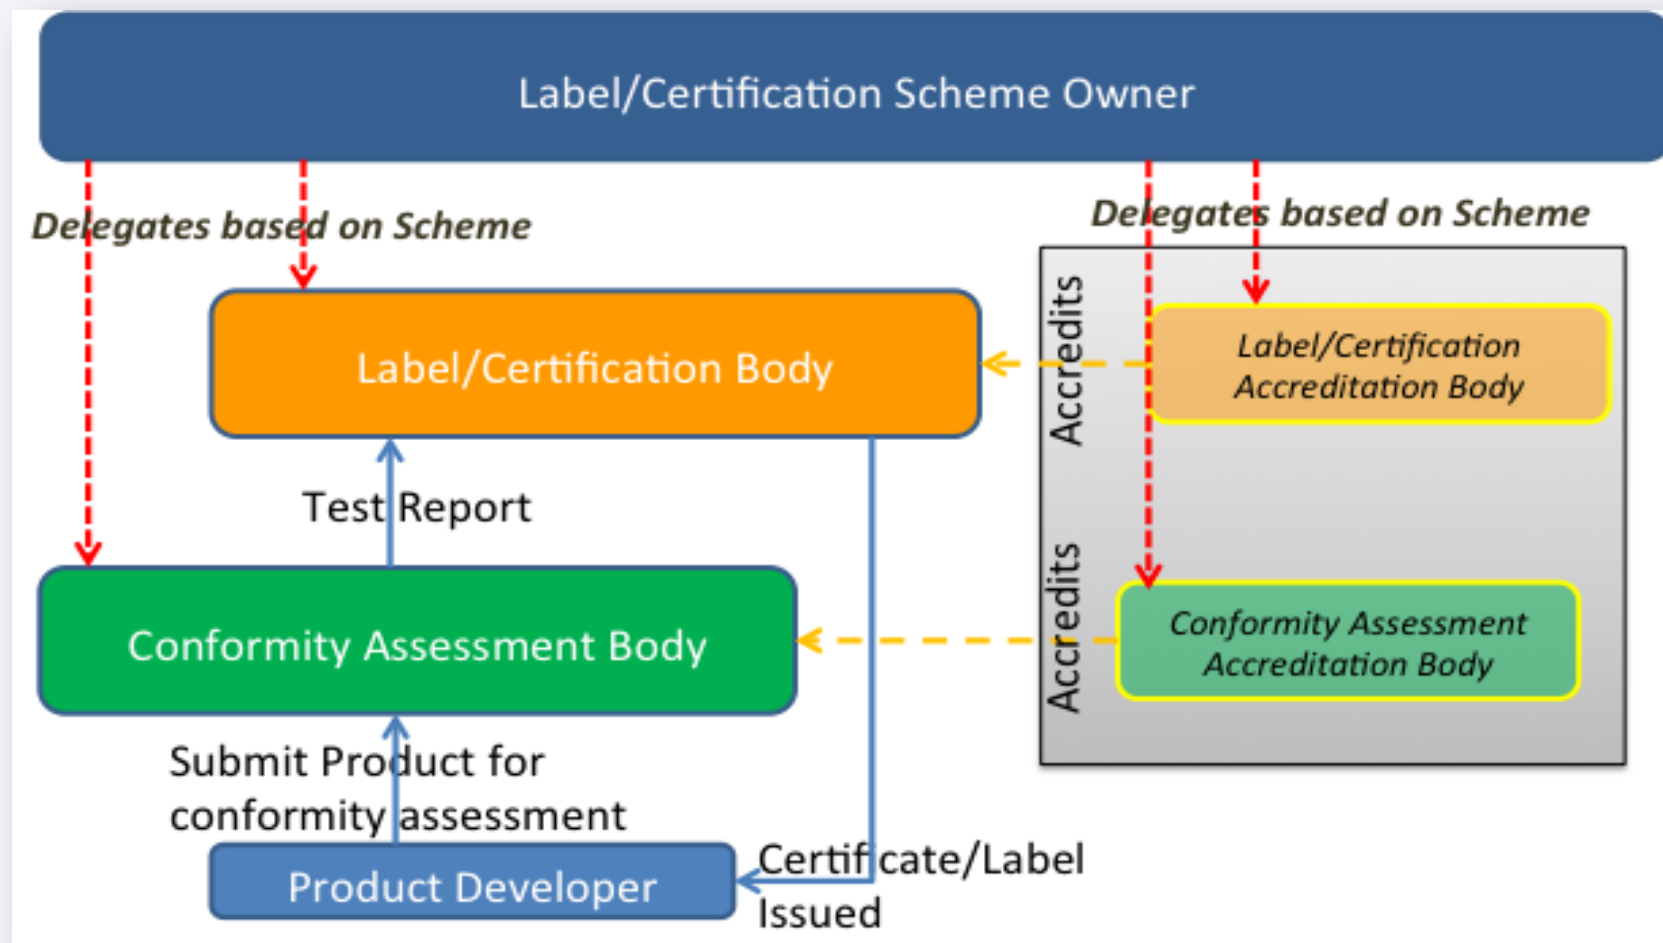 Label/Certification Scheme Owner
Delegates based on Scheme
Delegates based on Scheme
Label/Certification Body
Accredits
Label/Certification
Accreditation Body
Test Report
Conformity Assessment Body
Accredits
Conformity Assessment
Accreditation Body
Submit Product for
conformity assessment
Product Developer
Certificate/Label
Issued